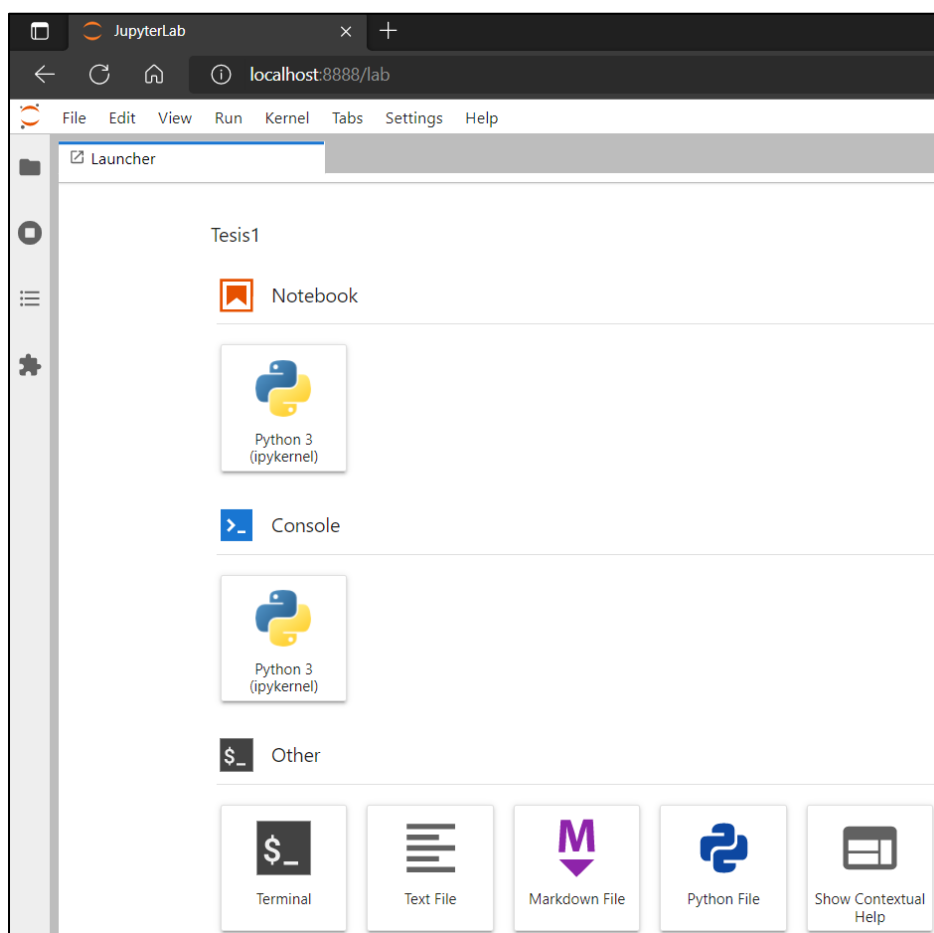 JupyterLab
localhost:8888/lab
File Edit View Run Kernel Tabs Settings Help
Launcher
Tesis1
Notebook
Python 3
(ipykernel)
Console
Python 3
(ipykernel)
$_ Other
$_ M
Terminal Text File Markdown File Python File Show Contextual
Help